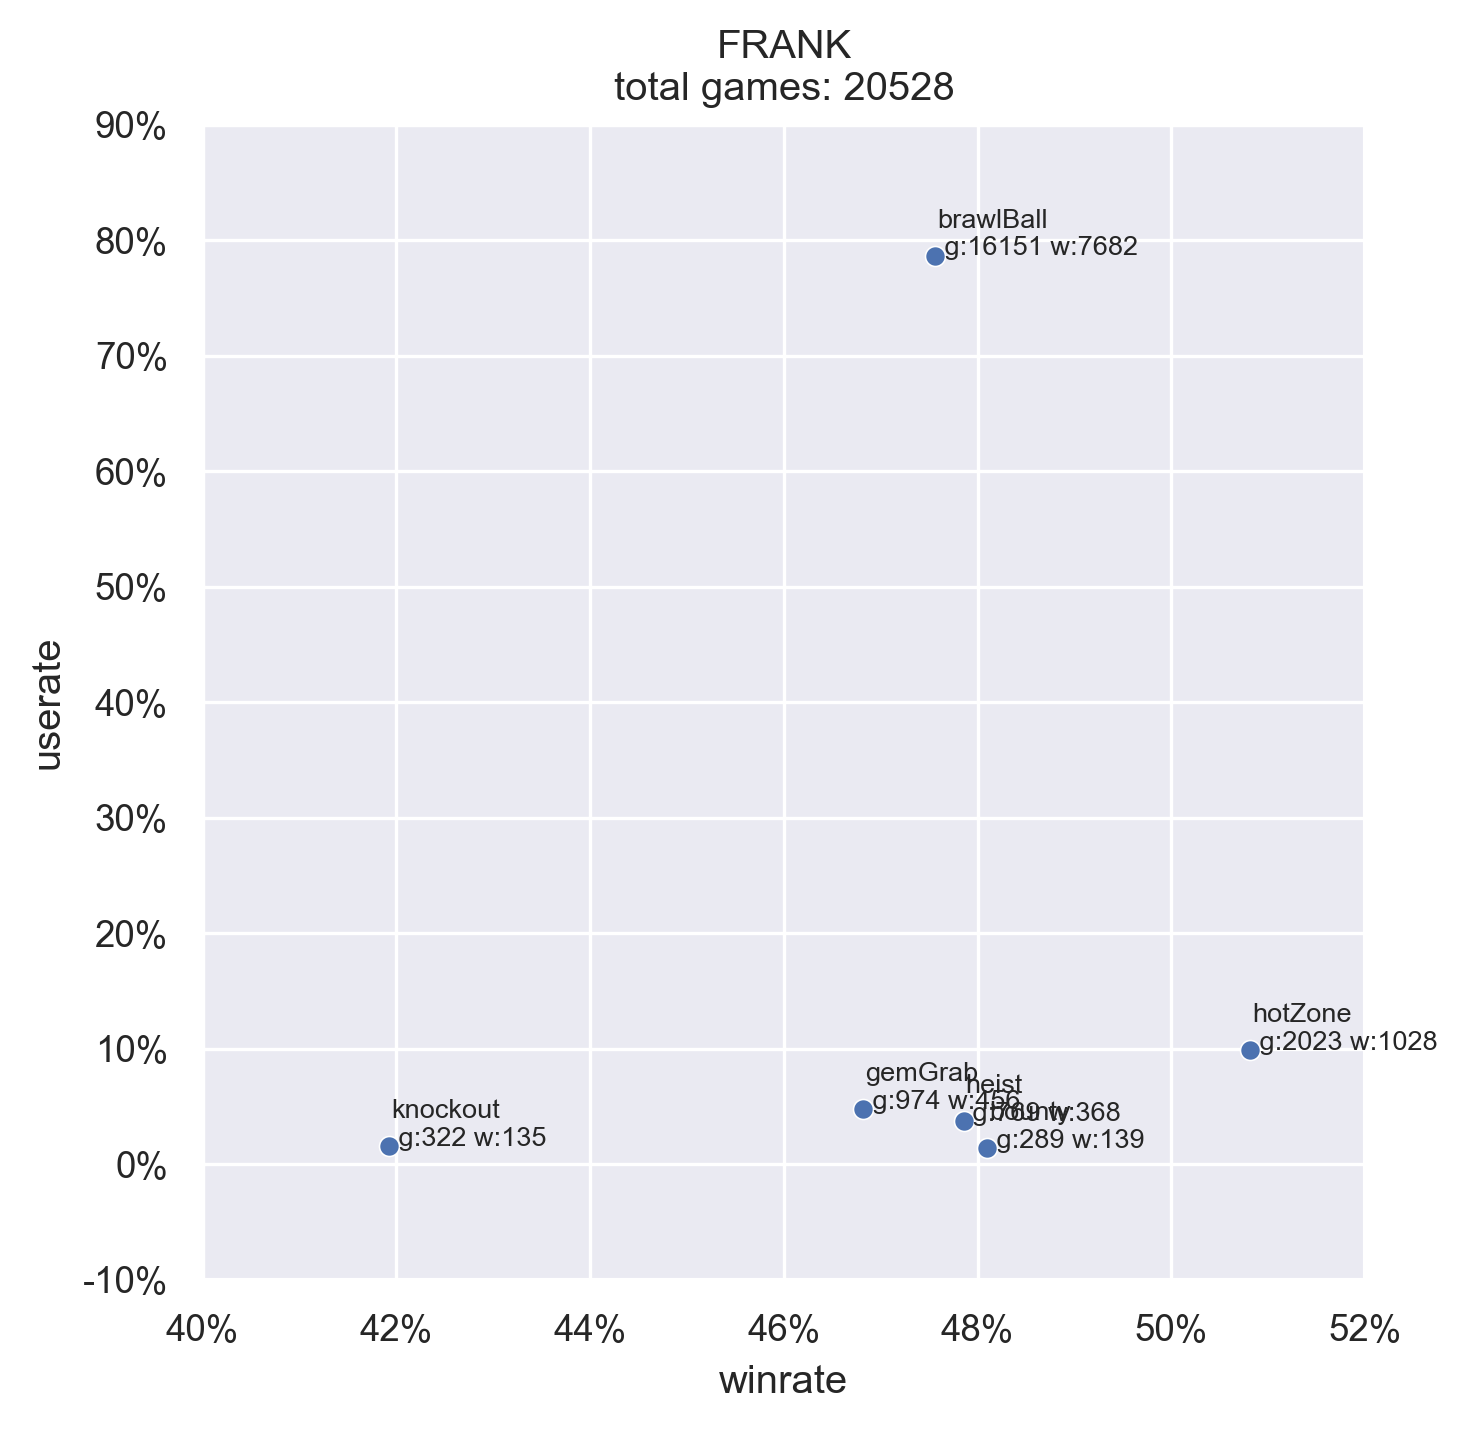 FRANK
total games: 20528
90%
80%
70%
60%
50%
40%
30%
20%
10%
0%
-10%
userate
brawlBall
g:16151 w:7682
hotZone
g:2023 w:1028
gemGrab
g:974 w:456
heist
g:769 w:368
bounty
g:289 w:139
knockout
g:322 w:135
40%
42%
44%
46%
48%
50%
52%
winrate